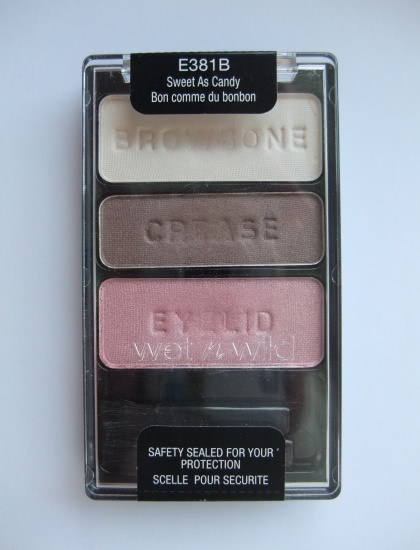 E381B
Sweet As Candy
Bon comme du bonbon
BROWBONE
CREASE
EYELID
wet n wild
SAFETY SEALED FOR YOUR
PROTECTION
SCELLE POUR SECURITE